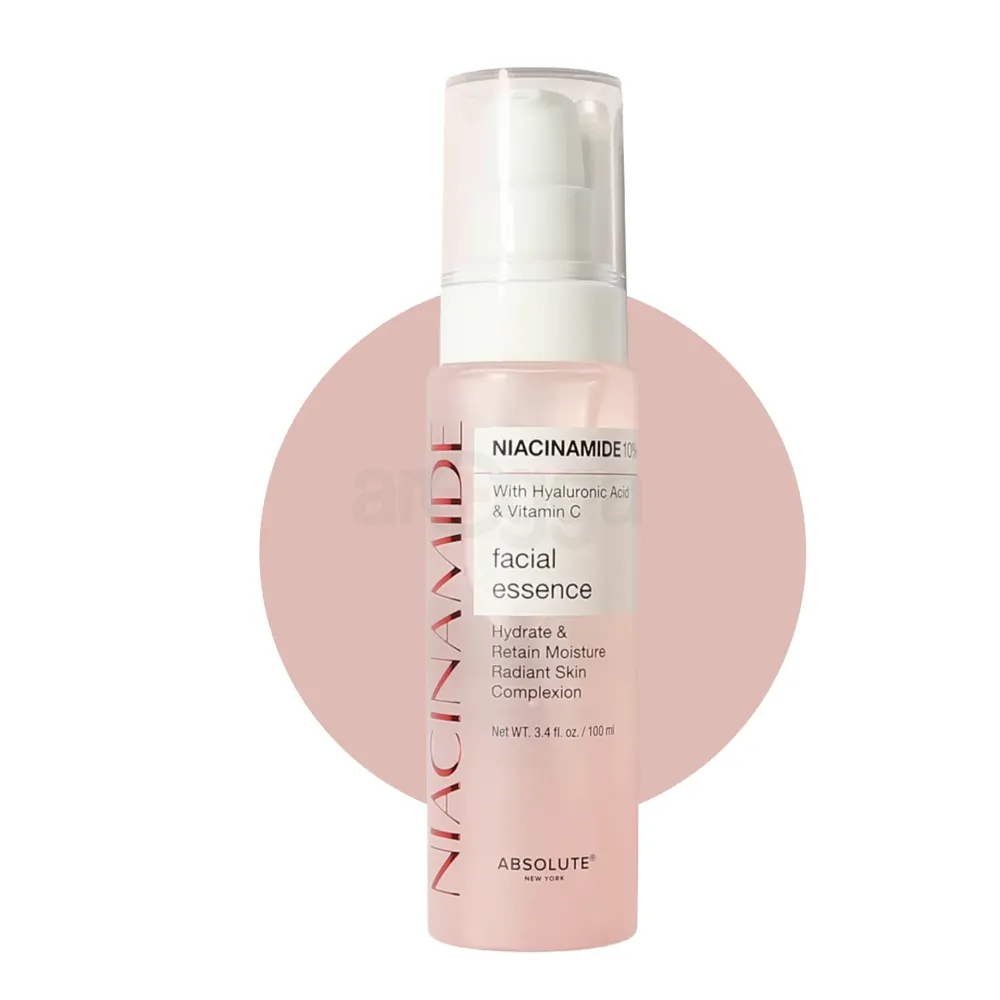 NIACINAMIDE
NIACINAMIDE 10%
With Hyaluronic Acid
& Vitamin C
facial
essence
Hydrate &
Retain Moisture
Radiant Skin
Complexion
Net WT. 3.4 fl. oz. / 100 ml
ABSOLUTE®
NEW YORK